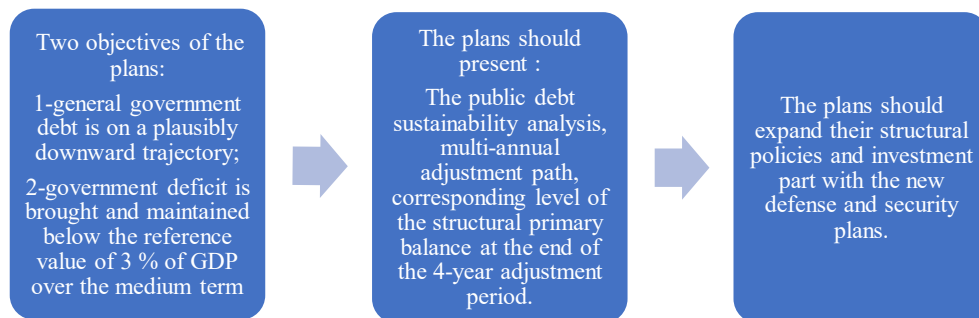 Two objectives of the
plans:
1-general government
debt is on a plausibly
downward trajectory;
2-government deficit is
brought and maintained
below the reference
value of 3 % of GDP
over the medium term
The plans should
present :
The public debt
sustainability analysis,
multi-annual
adjustment path,
corresponding level of
the structural primary
balance at the end of
the 4-year adjustment
period.
The plans should
expand their structural
policies and investment
part with the new
defense and security
plans.